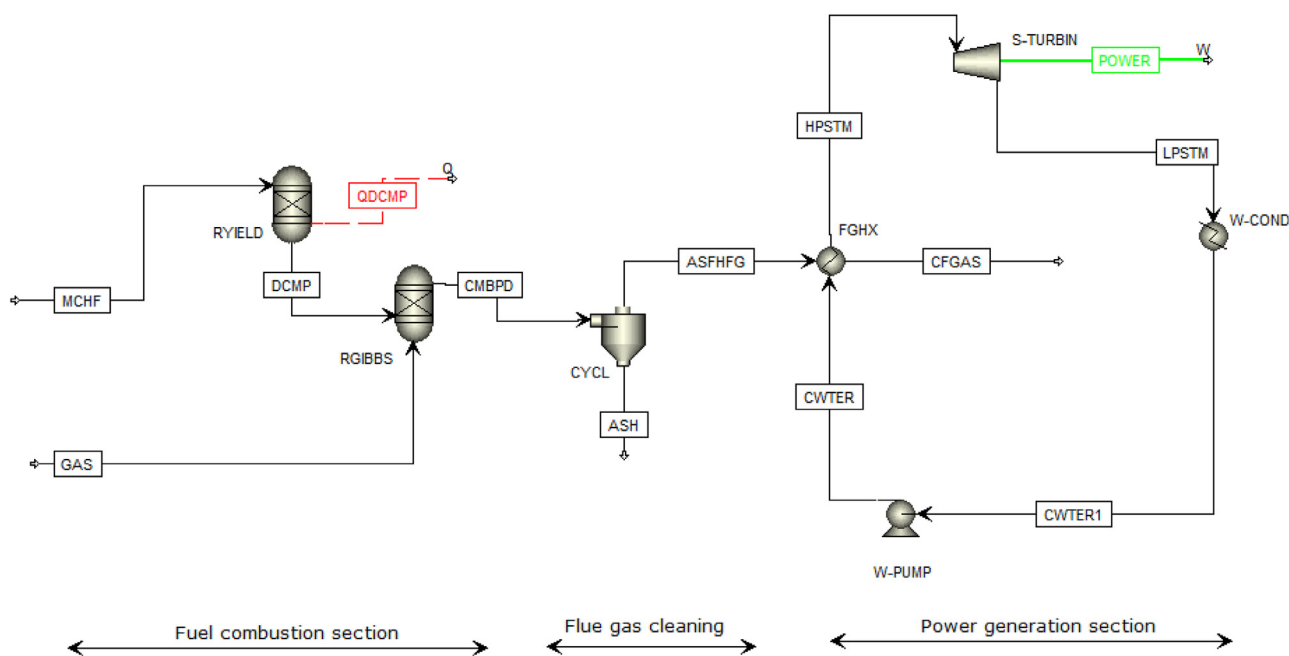 S-TURBIN
POWER
W
HPSTM
LPSTM
Q
QDCMP
RYIELD
W-COND
FGHX
ASFHFG
CFGAS
DCMP
CMBPD
MCHF
RGIBBS
CYCL
CWTER
ASH
GAS
CWTER1
W-PUMP
Fuel combustion section
Flue gas cleaning
Power generation section